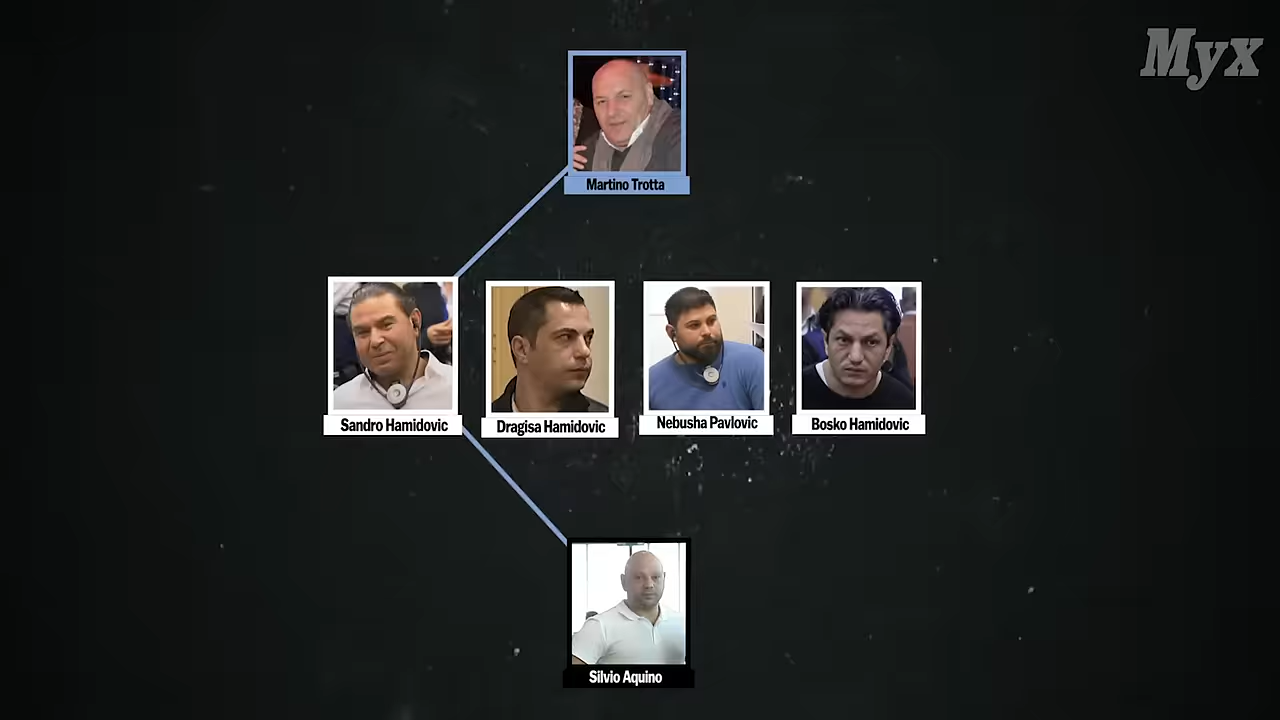 Myx
Martino Trotta
Sandro Hamidovic
Dragisa Hamidovic
Nebusha Pavlovic
Bosko Hamidovic
Silvio Aquino